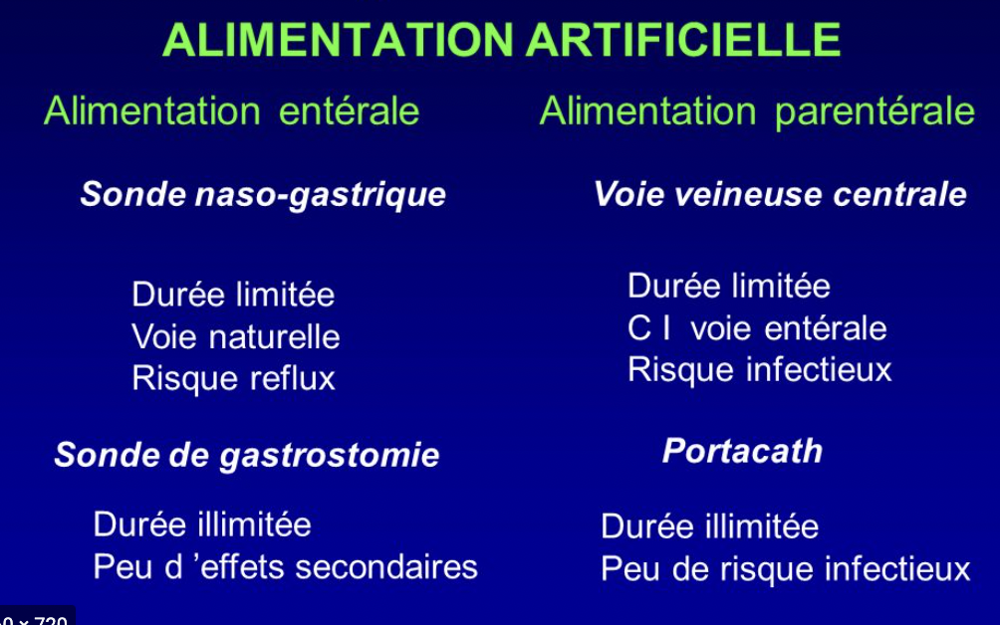 ALIMENTATION ARTIFICIELLE
Alimentation entérale
Sonde naso-gastrique
Durée limitée
Voie naturelle
Risque reflux
Sonde de gastrostomie
Durée illimitée
Peu d ’effets secondaires
Alimentation parentérale
Voie veineuse centrale
Durée limitée
C I voie entérale
Risque infectieux
Portacath
Durée illimitée
Peu de risque infectieux